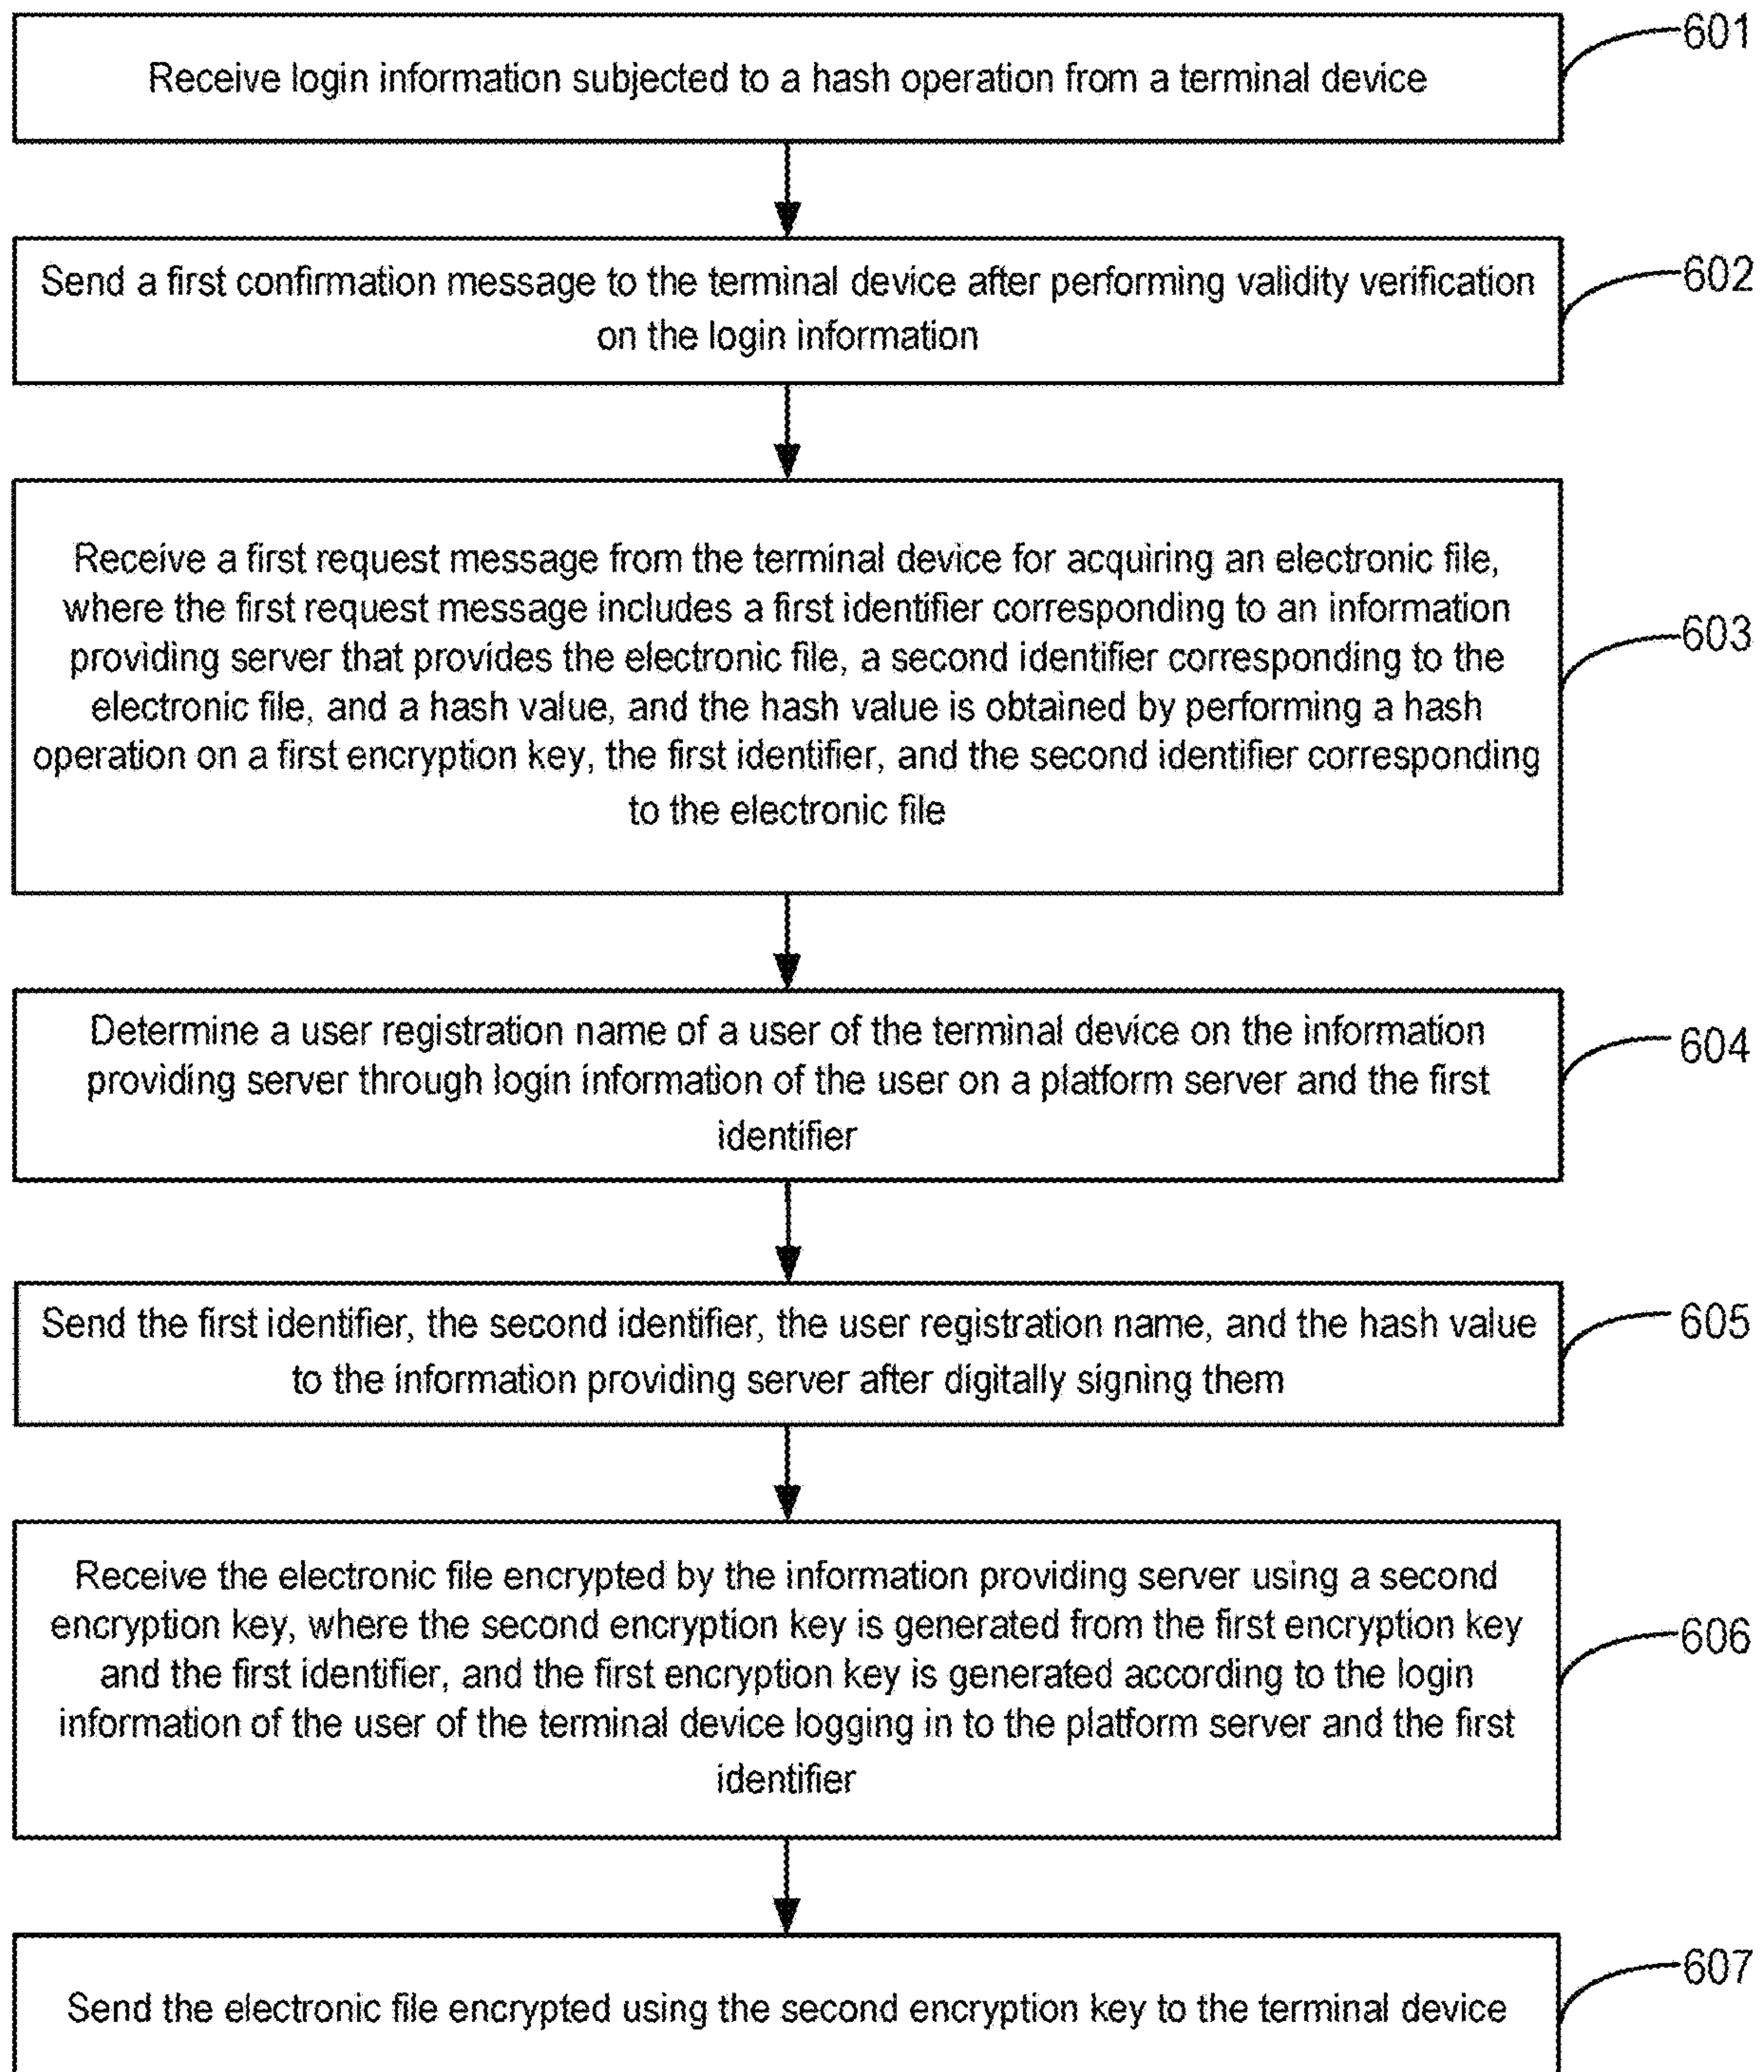 Receive login information subjected to a hash operation from a terminal device
601
Send a first confirmation message to the terminal device after performing validity verification
on the login information
602
Receive a first request message from the terminal device for acquiring an electronic file,
where the first request message includes a first identifier corresponding to an information
providing server that provides the electronic file, a second identifier corresponding to the
electronic file, and a hash value, and the hash value is obtained by performing a hash
operation on a first encryption key, the first identifier, and the second identifier corresponding
to the electronic file
603
Determine a user registration name of a user of the terminal device on the information
providing server through login information of the user on a platform server and the first
identifier
604
Send the first identifier, the second identifier, the user registration name, and the hash value
to the information providing server after digitally signing them
605
Receive the electronic file encrypted by the information providing server using a second
encryption key, where the second encryption key is generated from the first encryption key
and the first identifier, and the first encryption key is generated according to the login
information of the user of the terminal device logging in to the platform server and the first
identifier
606
Send the electronic file encrypted using the second encryption key to the terminal device
607